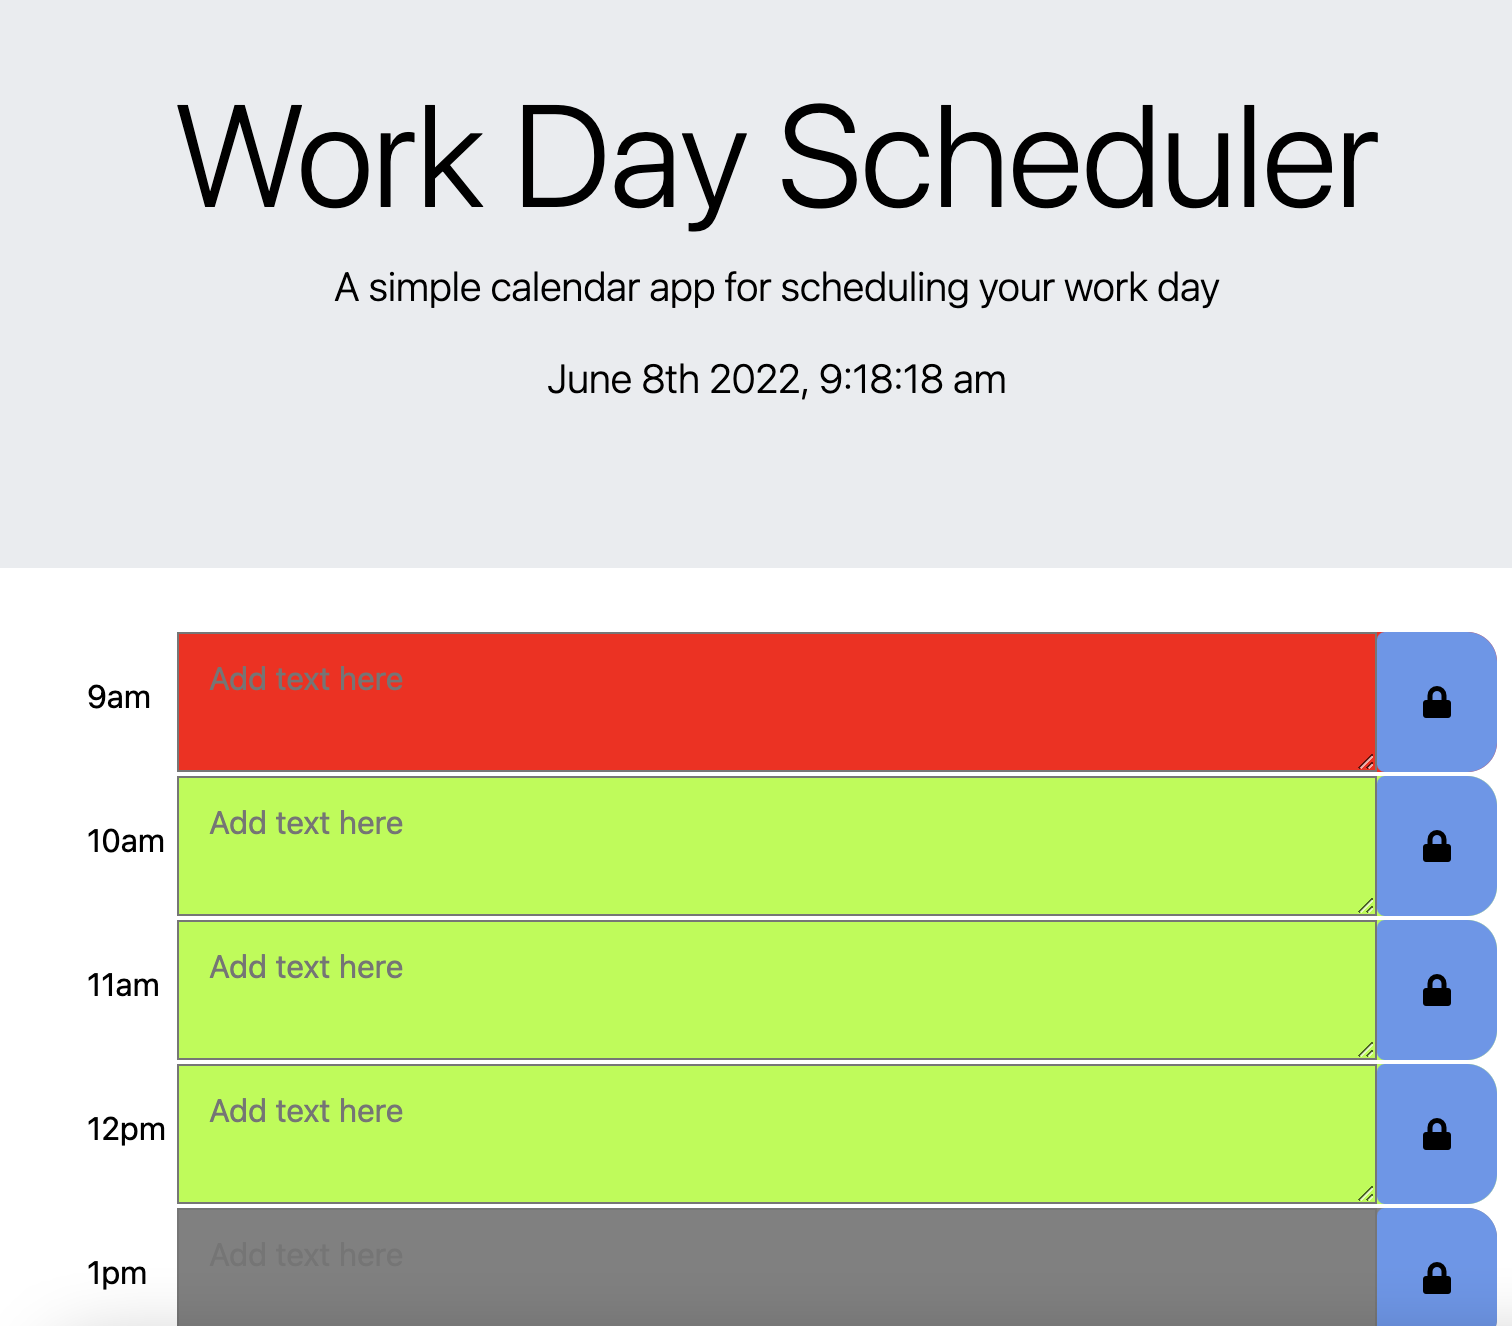 Work Day Scheduler
A simple calendar app for scheduling your work day
June 8th 2022, 9:18:18 am
9am
Add text here
10am
Add text here
11am
Add text here
12pm
Add text here
1pm
Add text here